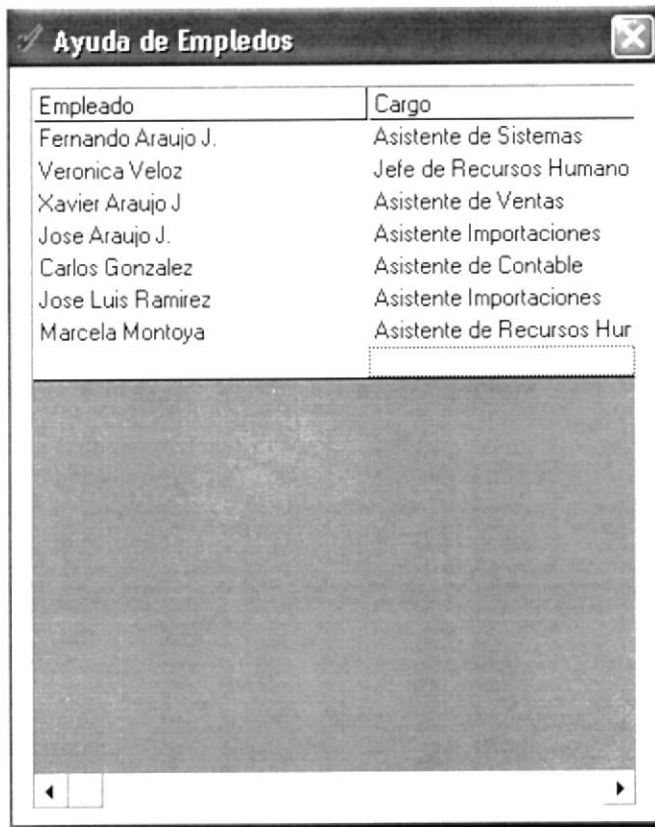 Ayuda de Empledos
Empleado Cargo
Fernando Araujo J. Asistente de Sistemas
Veronica Veloz Jefe de Recursos Humano
Xavier Araujo J Asistente de Ventas
Jose Araujo J. Asistente Importaciones
Carlos Gonzalez Asistente de Contable
Jose Luis Ramirez Asistente Importaciones
Marcela Montoya Asistente de Recursos Hur